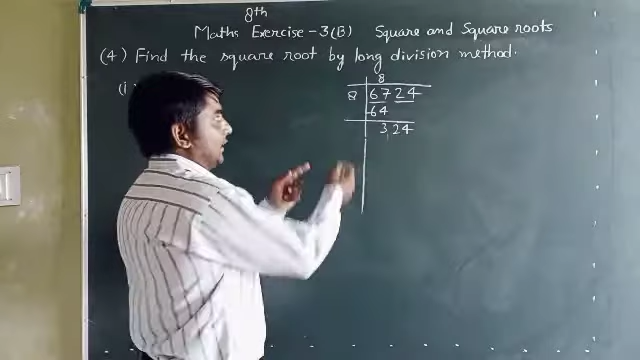 8th
Maths Exercise - 3(B) Square and Square roots
(4) Find the square root by long division method.
(i
8
8 6724
-64
324